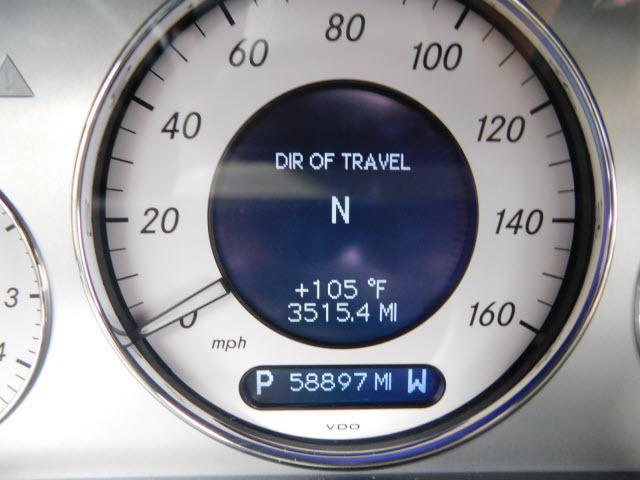 80
60 100
40 120
DIR OF TRAVEL
N
20 140
+105 °F
3515.4 MI
0 160
mph
P 58897 MI W
VDO
3
4